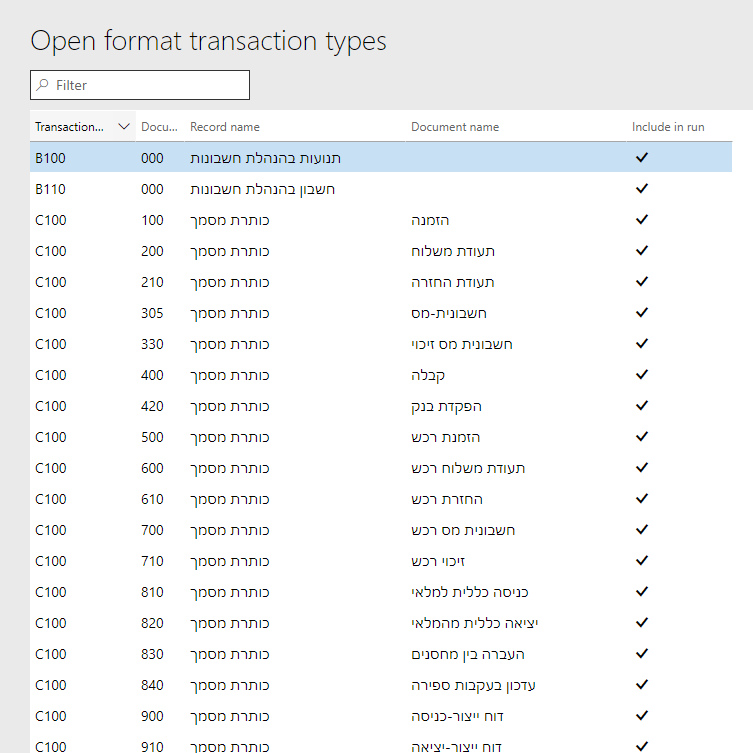 Open format transaction types
Filter
Transaction... Docu... Record name Document name Include in run
B100 000 תנועות בהנהלת חשבונות
B110 000 חשבון בהנהלת חשבונות
C100 100 כותרת מסמך הזמנה
C100 200 כותרת מסמך תעודת משלוח
C100 210 כותרת מסמך תעודת החזרה
C100 305 כותרת מסמך חשבונית-מס
C100 330 כותרת מסמך חשבונית מס זיכוי
C100 400 כותרת מסמך קבלה
C100 420 כותרת מסמך הפקדת בנק
C100 500 כותרת מסמך הזמנת רכש
C100 600 כותרת מסמך תעודת משלוח רכש
C100 610 כותרת מסמך החזרת רכש
C100 700 כותרת מסמך חשבונית מס רכש
C100 710 כותרת מסמך זיכוי רכש
C100 810 כותרת מסמך כניסה כללית למלאי
C100 820 כותרת מסמך יציאה כללית מהמלאי
C100 830 כותרת מסמך העברה בין מחסנים
C100 840 כותרת מסמך עדכון בעקבות ספירה
C100 900 כותרת מסמך דוח ייצור-כניסה
C100 910 כותרת מסמך דוח ייצור-יציאה